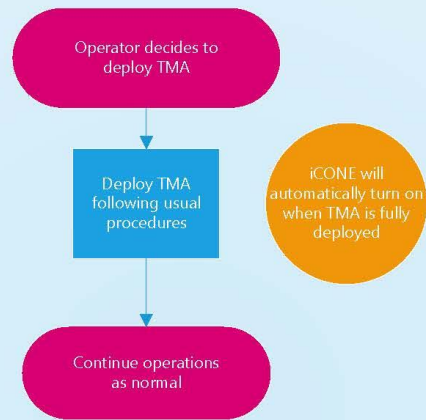 Operator decides to
deploy TMA
Deploy TMA
following usual
procedures
iCONE will
automatically turn on
when TMA is fully
deployed
Continue operations
as normal